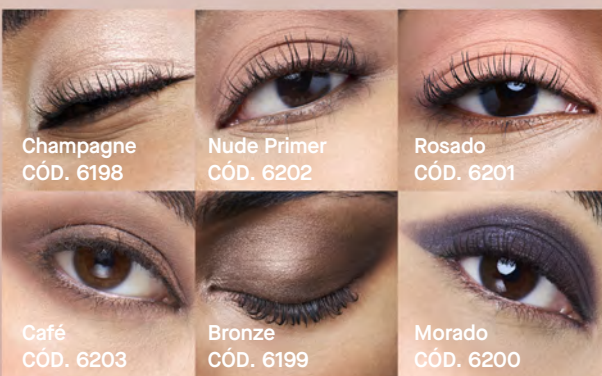 Champagne
CÓD. 6198
Nude Primer
CÓD. 6202
Rosado
CÓD. 6201
Café
CÓD. 6203
Bronze
CÓD. 6199
Morado
CÓD. 6200